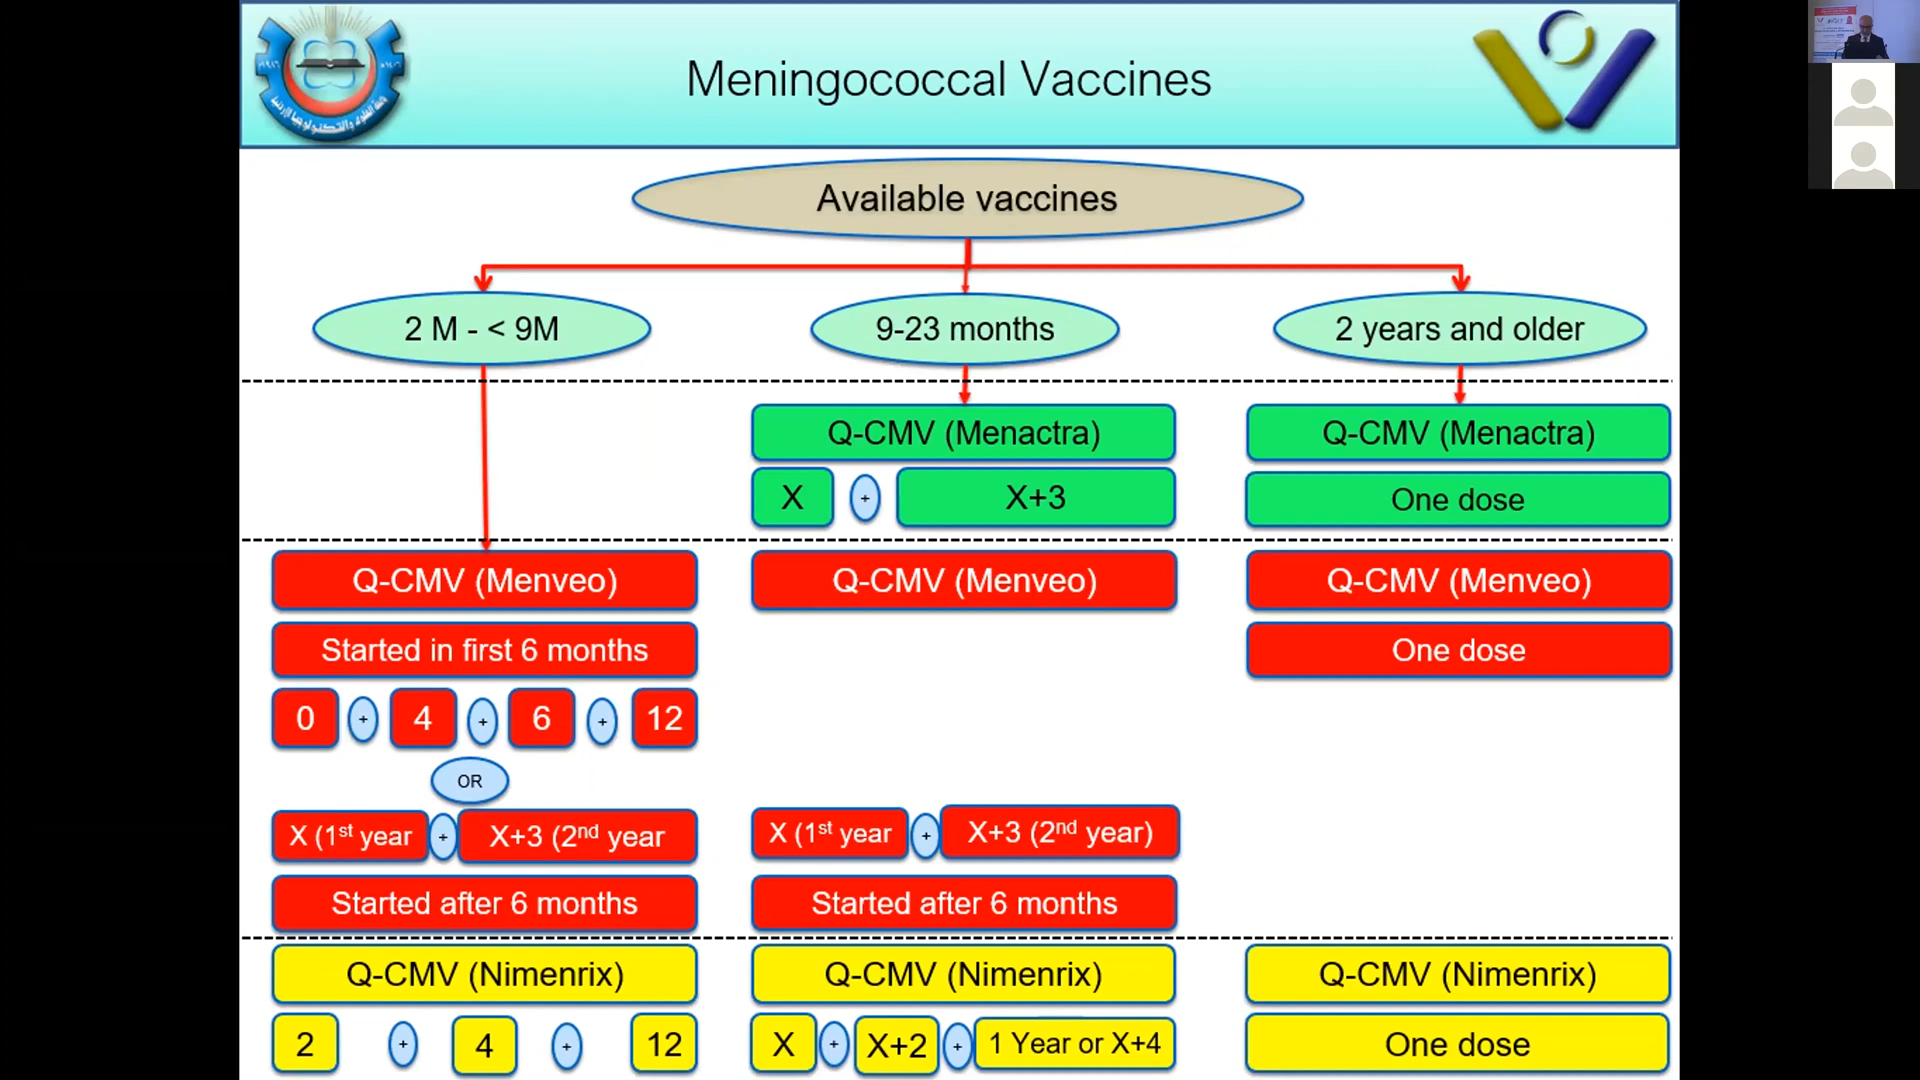 Meningococcal Vaccines
Available vaccines
2 M - < 9M
9-23 months
2 years and older
Q-CMV (Menactra)
Q-CMV (Menactra)
X + X+3
One dose
Q-CMV (Menveo)
Q-CMV (Menveo)
Q-CMV (Menveo)
Started in first 6 months
One dose
0 + 4 + 6 + 12
OR
X (1st year + X+3 (2nd year
X (1st year + X+3 (2nd year)
Started after 6 months
Started after 6 months
Q-CMV (Nimenrix)
Q-CMV (Nimenrix)
Q-CMV (Nimenrix)
2 + 4 + 12
X + X+2 + 1 Year or X+4
One dose